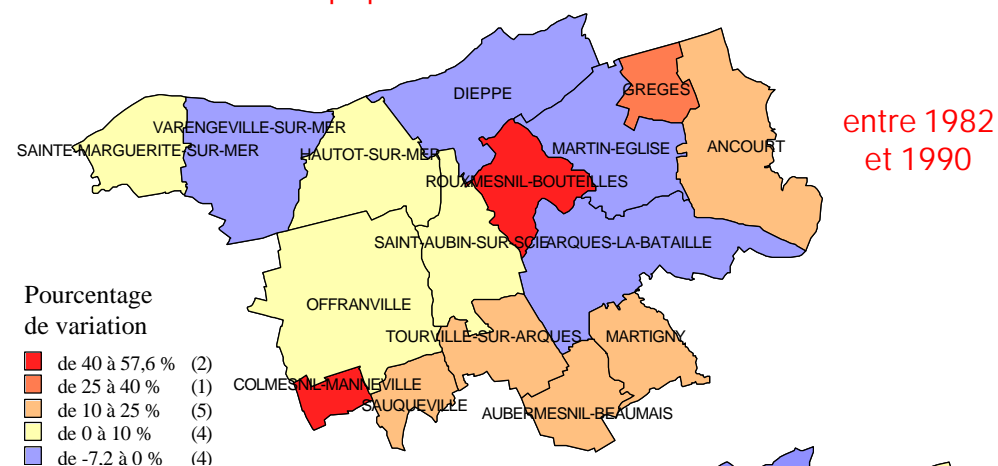 DIEPPE
GREGES
entre 1982
et 1990
VARENGEVILLE-SUR-MER
SAINTE-MARGUERITE-SUR-MER
HAUTOT-SUR-MER
MARTIN-EGLISE
ANCOURT
ROUXMESNIL-BOUTEILLES
SAINT-AUBIN-SUR-SCIE
ARQUES-LA-BATAILLE
OFFRANVILLE
TOURVILLE-SUR-ARQUES
MARTIGNY
COLMESNIL-MANNEVILLE
SAUQUEVILLE
AUBERMESNIL-BEAUMAIS
Pourcentage
de variation
de 40 à 57,6 % (2)
de 25 à 40 % (1)
de 10 à 25 % (5)
de 0 à 10 % (4)
de -7,2 à 0 % (4)